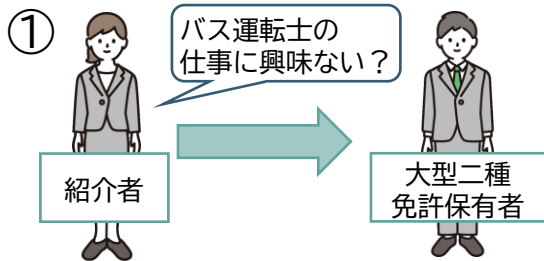 ①
バス運転士の
仕事に興味ない？
紹介者
大型二種
免許保有者